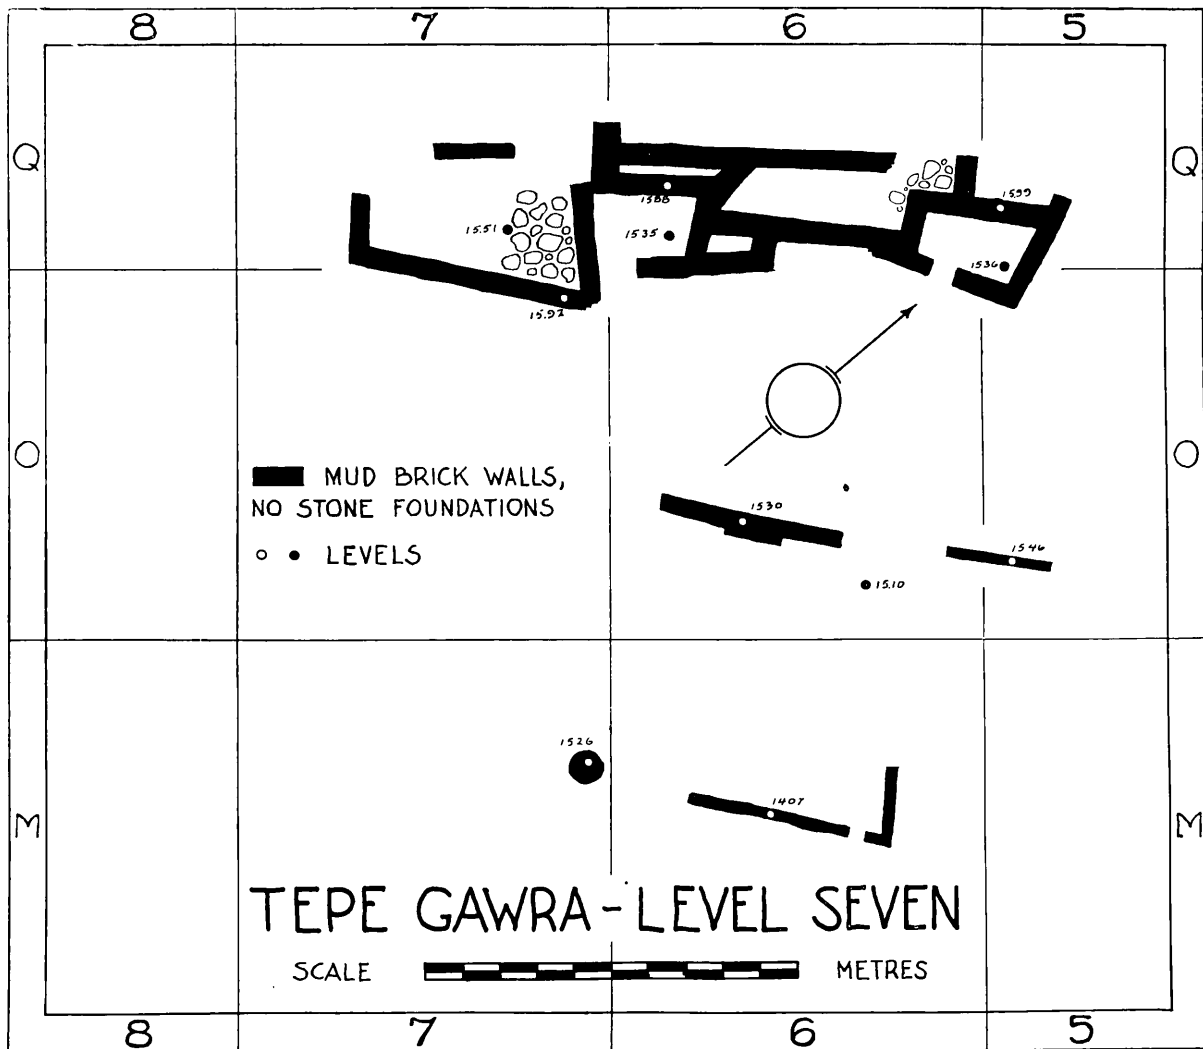 8 7 6 5
Q Q
1588
1599
15.51
1535
1536
15.92
O O
MUD BRICK WALLS,
NO STONE FOUNDATIONS
LEVELS
1530
1546
15.10
1526
1407
M M
TEPE GAWRA - LEVEL SEVEN
SCALE METRES
8 7 6 5